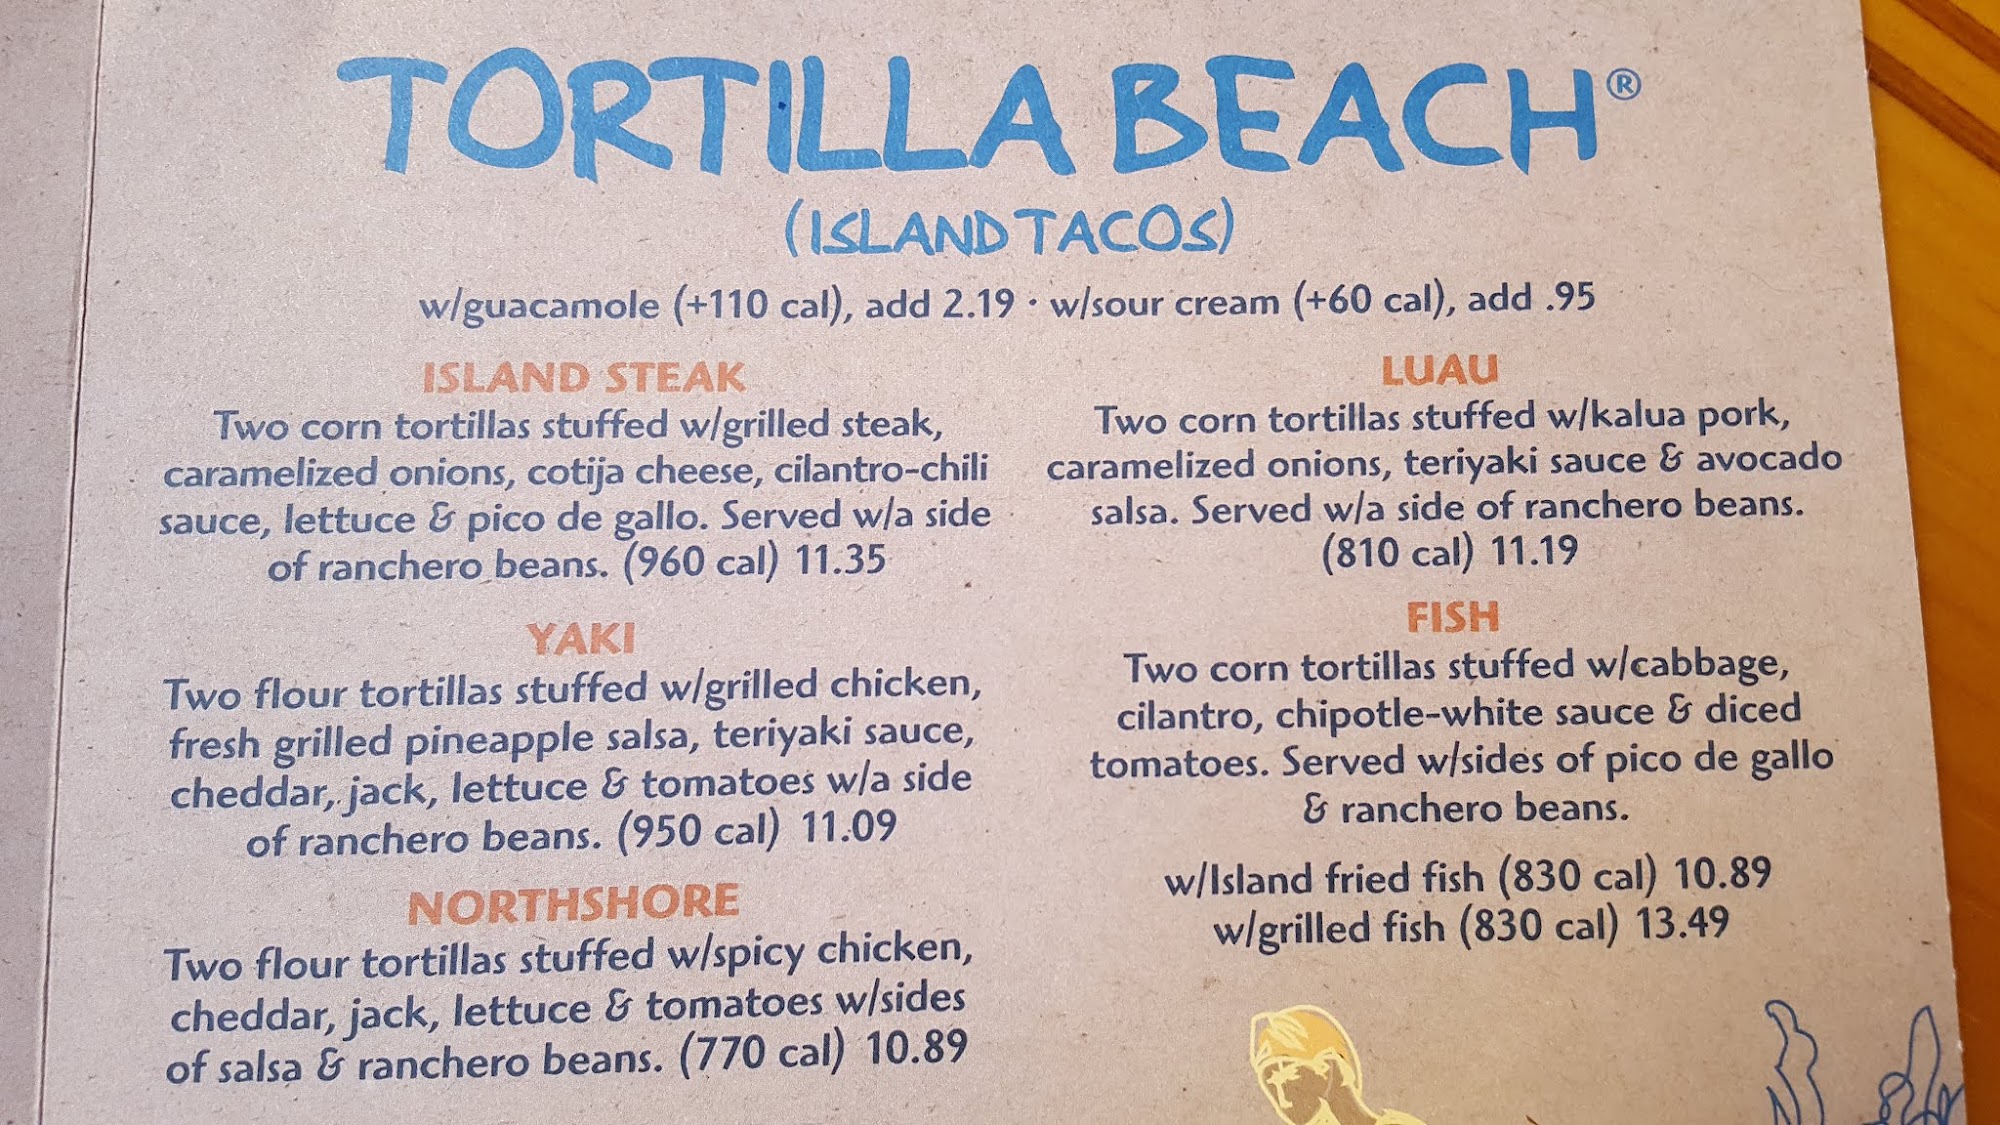 TORTILLA BEACH®
(ISLAND TACOS)
w/guacamole (+110 cal), add 2.19 · w/sour cream (+60 cal), add .95
ISLAND STEAK
Two corn tortillas stuffed w/grilled steak,
caramelized onions, cotija cheese, cilantro-chili
sauce, lettuce & pico de gallo. Served w/a side
of ranchero beans. (960 cal) 11.35
YAKI
Two flour tortillas stuffed w/grilled chicken,
fresh grilled pineapple salsa, teriyaki sauce,
cheddar, jack, lettuce & tomatoes w/a side
of ranchero beans. (950 cal) 11.09
NORTHSHORE
Two flour tortillas stuffed w/spicy chicken,
cheddar, jack, lettuce & tomatoes w/sides
of salsa & ranchero beans. (770 cal) 10.89
LUAU
Two corn tortillas stuffed w/kalua pork,
caramelized onions, teriyaki sauce & avocado
salsa. Served w/a side of ranchero beans.
(810 cal) 11.19
FISH
Two corn tortillas stuffed w/cabbage,
cilantro, chipotle-white sauce & diced
tomatoes. Served w/sides of pico de gallo
& ranchero beans.
w/Island fried fish (830 cal) 10.89
w/grilled fish (830 cal) 13.49